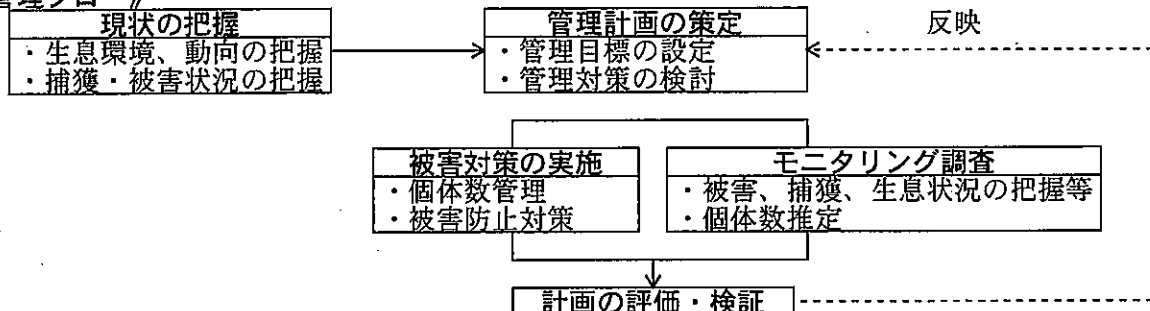 管理フロー》
現状の把握
・生息環境、動向の把握
・捕獲・被害状況の把握
管理計画の策定
・管理目標の設定
・管理対策の検討
反映
被害対策の実施
・個体数管理
・被害防止対策
モニタリング調査
・被害、捕獲、生息状況の把握等
・個体数推定
計画の評価・検証